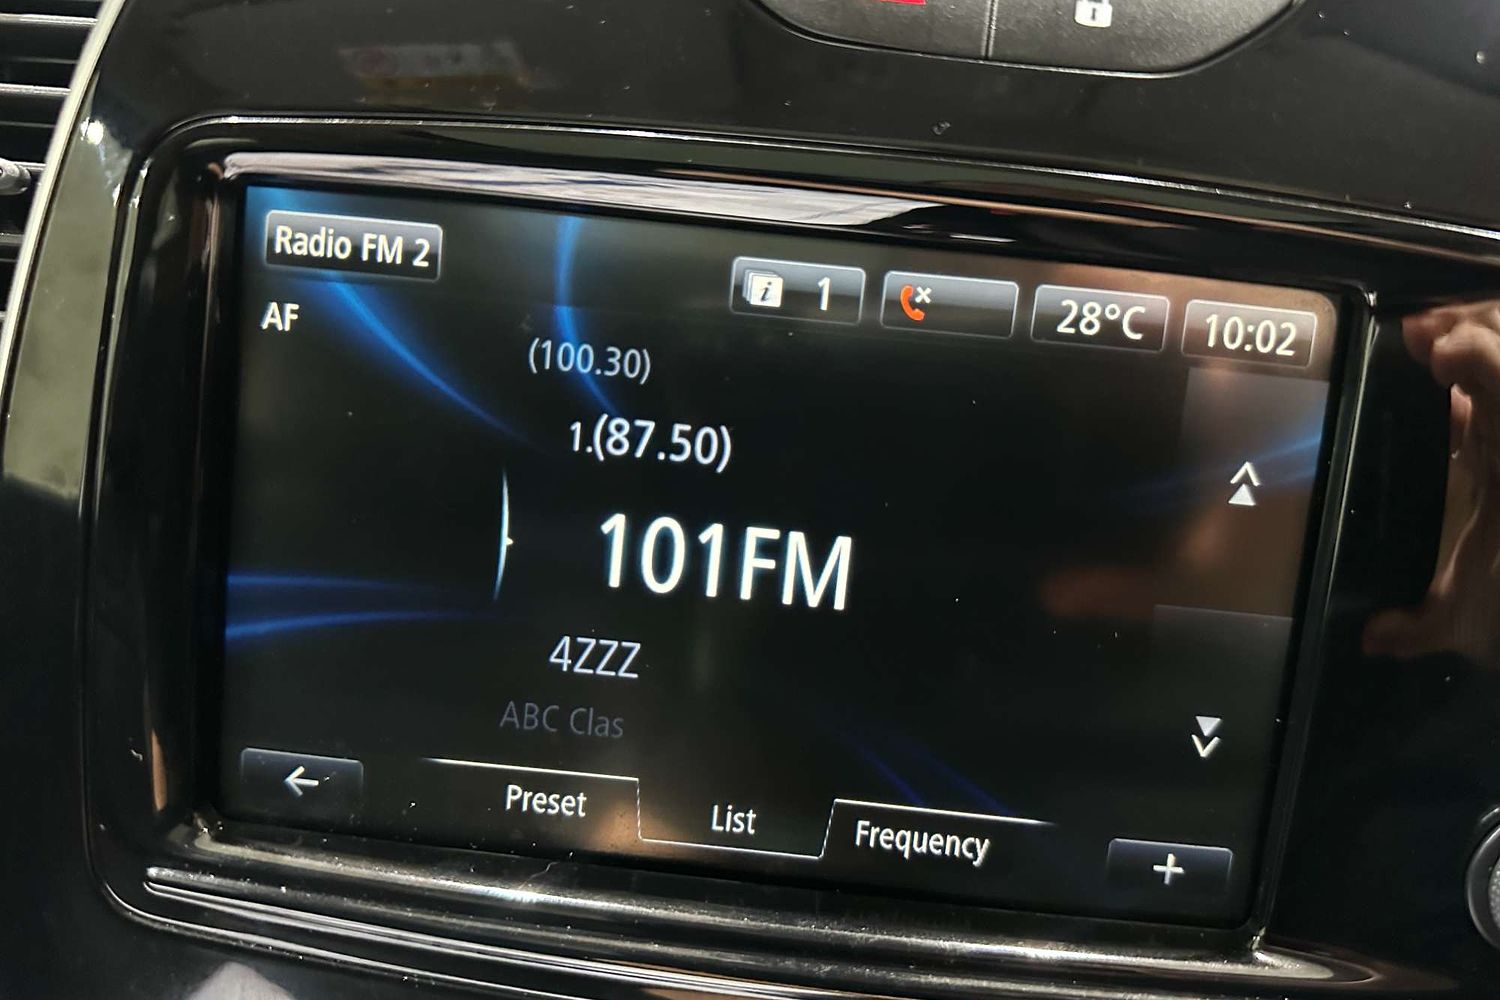 Radio FM 2
1
28°C
10:02
AF
(100.30)
1.(87.50)
101FM
4ZZZ
ABC Clas
Preset
List
Frequency